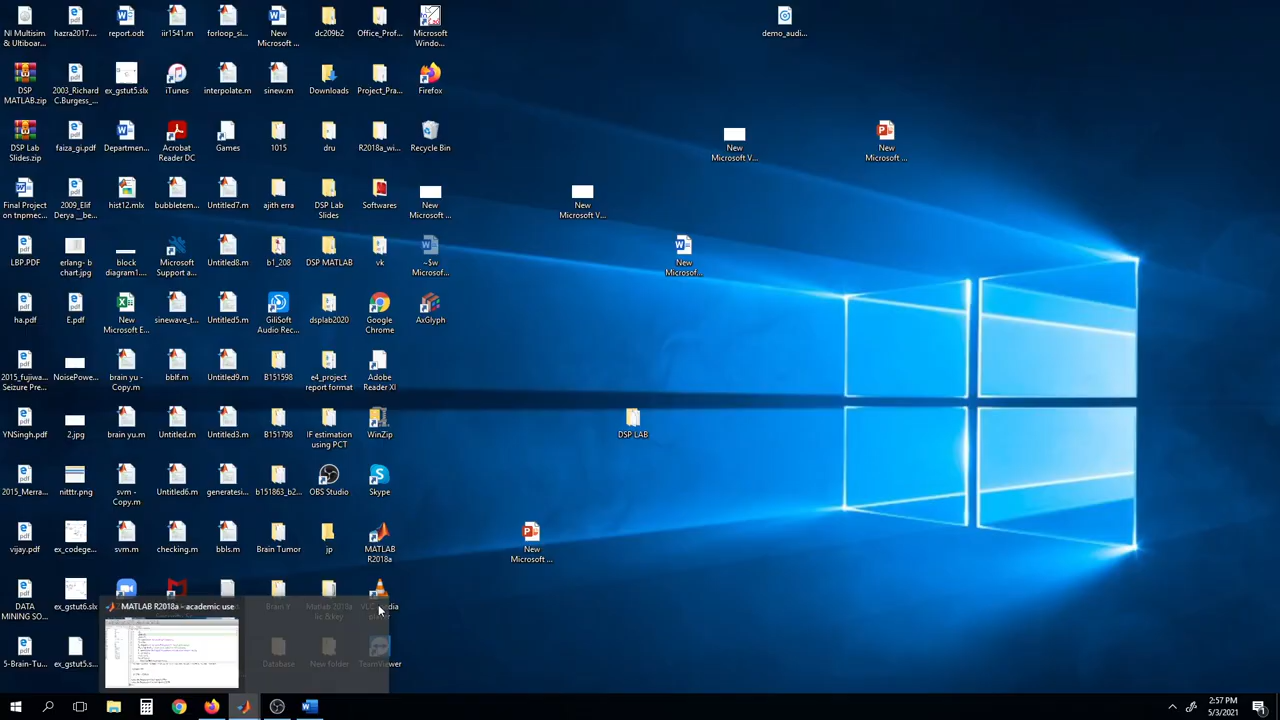 NI Multisim
& Ultiboar...
hazra2017....
report.odt
iir1541.m
forloop_si...
New
Microsoft ...
dc209b2
Office_Prof...
Microsoft
Windo...
demo_audi...
DSP
MATLAB.zip
2003_Richard
C.Burgess_...
ex_gstut5.slx
iTunes
interpolate.m
sinew.m
Downloads
Project_Pra...
Firefox
DSP Lab
Slides.zip
faiza_gi.pdf
Departmen...
Acrobat
Reader DC
Games
1015
dru
R2018a_wi...
Recycle Bin
New
Microsoft V...
New
Microsoft ...
Final Project
on tnpmec...
2009_Elif
Derya __be...
hist12.mlx
bubbletem...
Untitled7.m
ajith erra
DSP Lab
Slides
Softwares
New
Microsoft ...
New
Microsoft V...
LBP.PDF
erlang- b
chart.jpg
block
diagram1....
Microsoft
Support a...
Untitled8.m
b1_208
DSP MATLAB
vk
~$w
Microsof...
New
Microsof...
ha.pdf
E.pdf
New
Microsoft E...
sinewave_t...
Untitled5.m
GiliSoft
Audio Rec...
dsplab2020
Google
Chrome
AxGlyph
2015_fujiwa...
Seizure Pre...
NoisePowe...
brain yu -
Copy.m
bblf.m
Untitled9.m
B151598
e4_project
report format
Adobe
Reader XI
YNSingh.pdf
2.jpg
brain yu.m
Untitled.m
Untitled3.m
B151798
IF estimation
using PCT
WinZip
DSP LAB
2015_Merra...
nitttr.png
svm -
Copy.m
Untitled6.m
generatesi...
b151863_b2...
OBS Studio
Skype
vijay.pdf
ex_codege...
svm.m
checking.m
bbls.m
Brain Tumor
jp
MATLAB
R2018a
New
Microsoft ...
DATA
MINING SO...
ex_gstut6.slx
MATLAB R2018a - academic use
Brain Y
Matlab 2018a
lic &key
VLC media
5-Brain-T...
ex_gstut5....
Database
New folder
TeamViewer
2:57 PM
5/3/2021